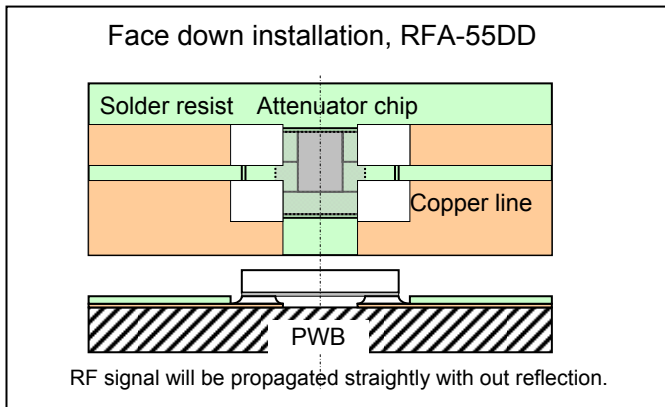 Face down installation, RFA-55DD
Solder resist Attenuator chip
Copper line
PWB
RF signal will be propagated straightly with out reflection.